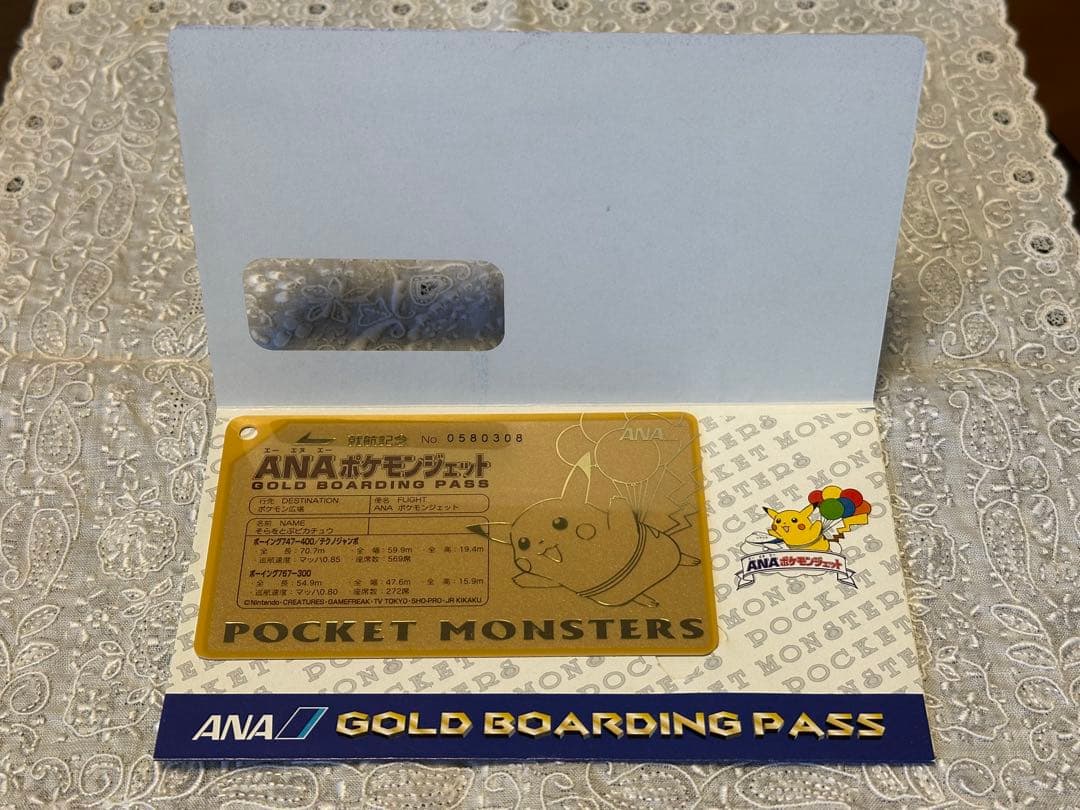 就航記念 No. 0580308
エー エヌ エー
ANAポケモンジェット
GOLD BOARDING PASS
ANA
行先 DESTINATION
ポケモン広場
便名 FLIGHT
ANA ポケモンジェット
名前 NAME
そらをとぶピカチュウ
ボーイング747-400/テクノジャンボ
・全 長：70.7m ・全 幅：59.9m ・全 高：19.4m
・巡航速度：マッハ0.85 ・座席数：569席
ボーイング767-300
・全 長：54.9m ・全 幅：47.6m ・全 高：15.9m
・巡航速度：マッハ0.80 ・座席数：272席
©Nintendo・CREATURES・GAMEFREAK・TV TOKYO・SHO-PRO・JR KIKAKU
POCKET MONSTERS
ANAポケモンジェット
ANA GOLD BOARDING PASS